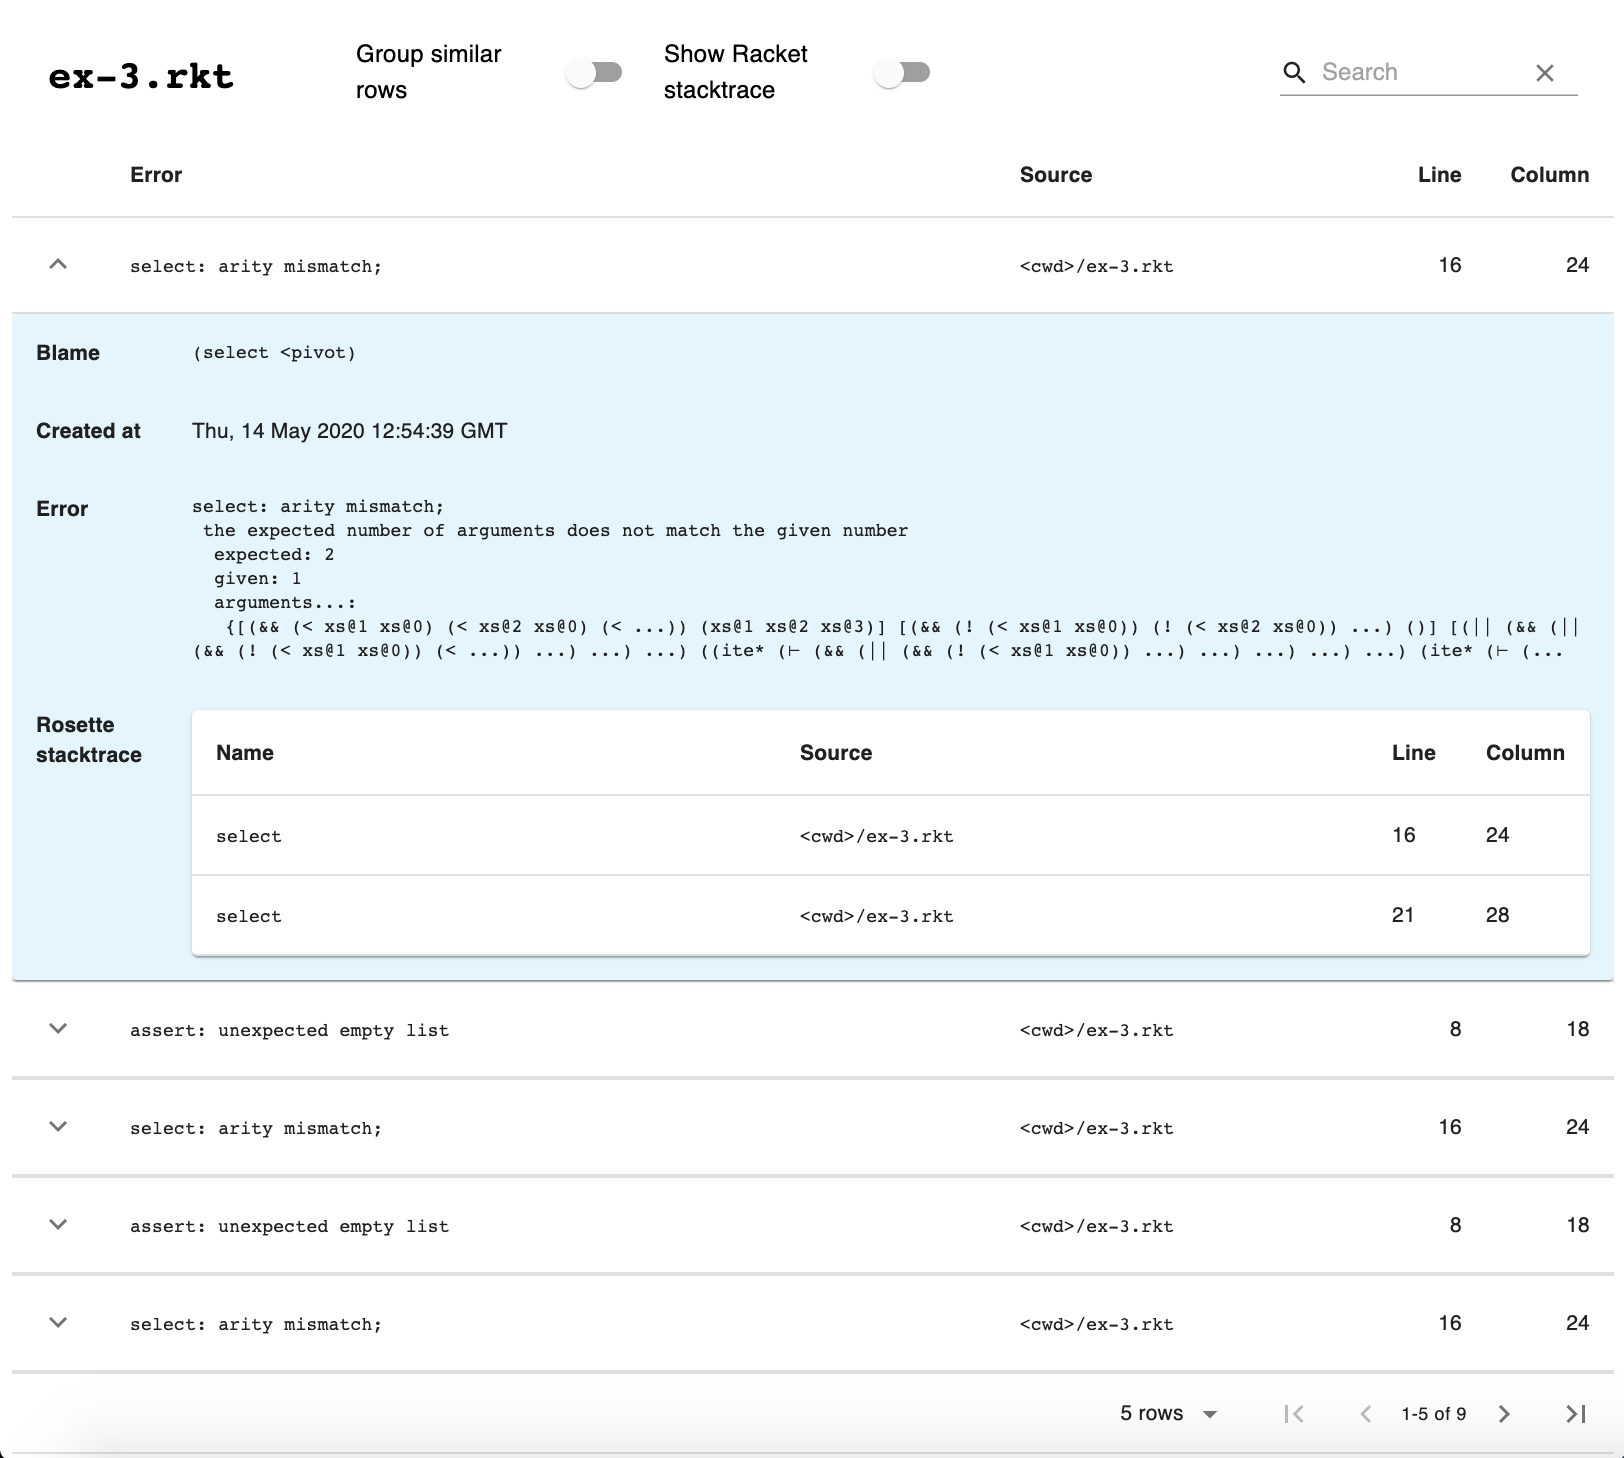 ex-3.rkt
Group similar
rows
Show Racket
stacktrace
Search
Error Source Line Column
select: arity mismatch; <cwd>/ex-3.rkt 16 24
Blame (select <pivot)
Created at Thu, 14 May 2020 12:54:39 GMT
Error select: arity mismatch;
the expected number of arguments does not match the given number
expected: 2
given: 1
arguments...:
{[(&& (< xs@1 xs@0) (< xs@2 xs@0) (< ...)) (xs@1 xs@2 xs@3)] [(&& (! (< xs@1 xs@0)) (! (< xs@2 xs@0)) ...) ()] [(|| (&& (||
(&& (! (< xs@1 xs@0)) (< ...)) ...) ...) ...) ((ite* (⊢ (&& (|| (&& (! (< xs@1 xs@0)) ...) ...) ...) ...) ...) (ite* (⊢ (...
Rosette
stacktrace
Name Source Line Column
select <cwd>/ex-3.rkt 16 24
select <cwd>/ex-3.rkt 21 28
assert: unexpected empty list <cwd>/ex-3.rkt 8 18
select: arity mismatch; <cwd>/ex-3.rkt 16 24
assert: unexpected empty list <cwd>/ex-3.rkt 8 18
select: arity mismatch; <cwd>/ex-3.rkt 16 24
5 rows 1-5 of 9